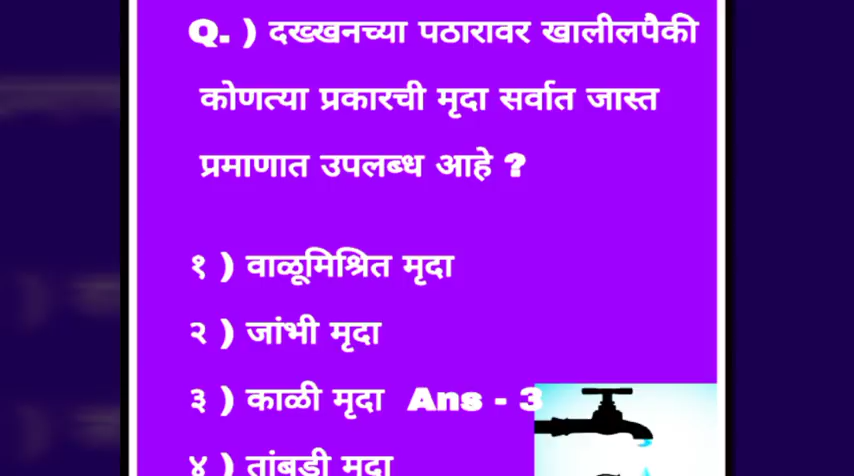 Q. ) दख्खनच्या पठारावर खालीलपैकी
कोणत्या प्रकारची मृदा सर्वात जास्त
प्रमाणात उपलब्ध आहे ?
१ ) वाळूमिश्रित मृदा
२ ) जांभी मृदा
३ ) काळी मृदा Ans - 3
४ ) तांबडी मृदा